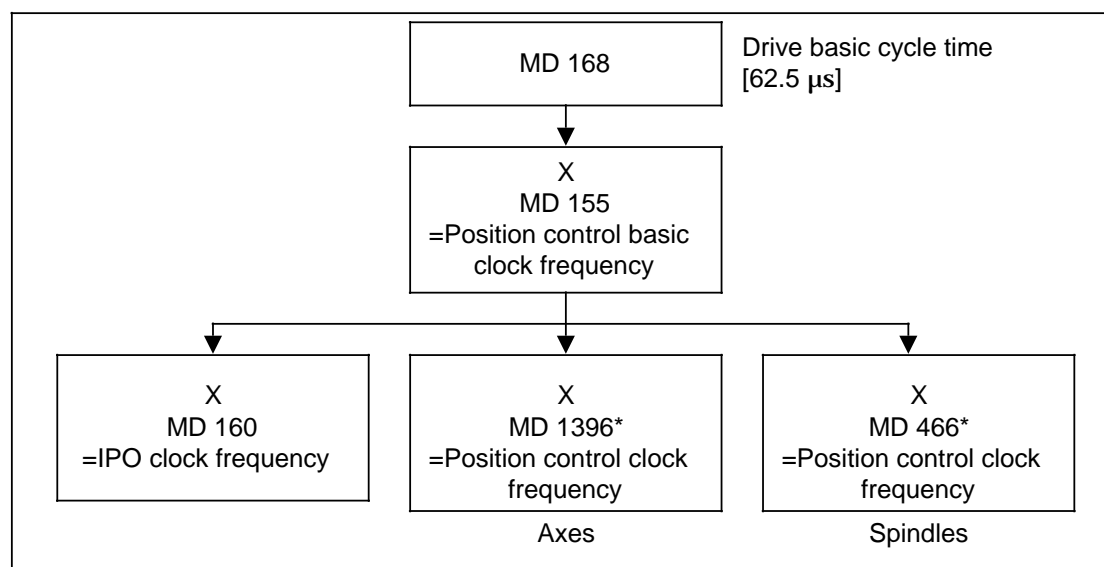 MD 168
Drive basic cycle time
[62.5 μs]
X
MD 155
=Position control basic
clock frequency
X
MD 160
=IPO clock frequency
X
MD 1396*
=Position control clock
frequency
X
MD 466*
=Position control clock
frequency
Axes
Spindles